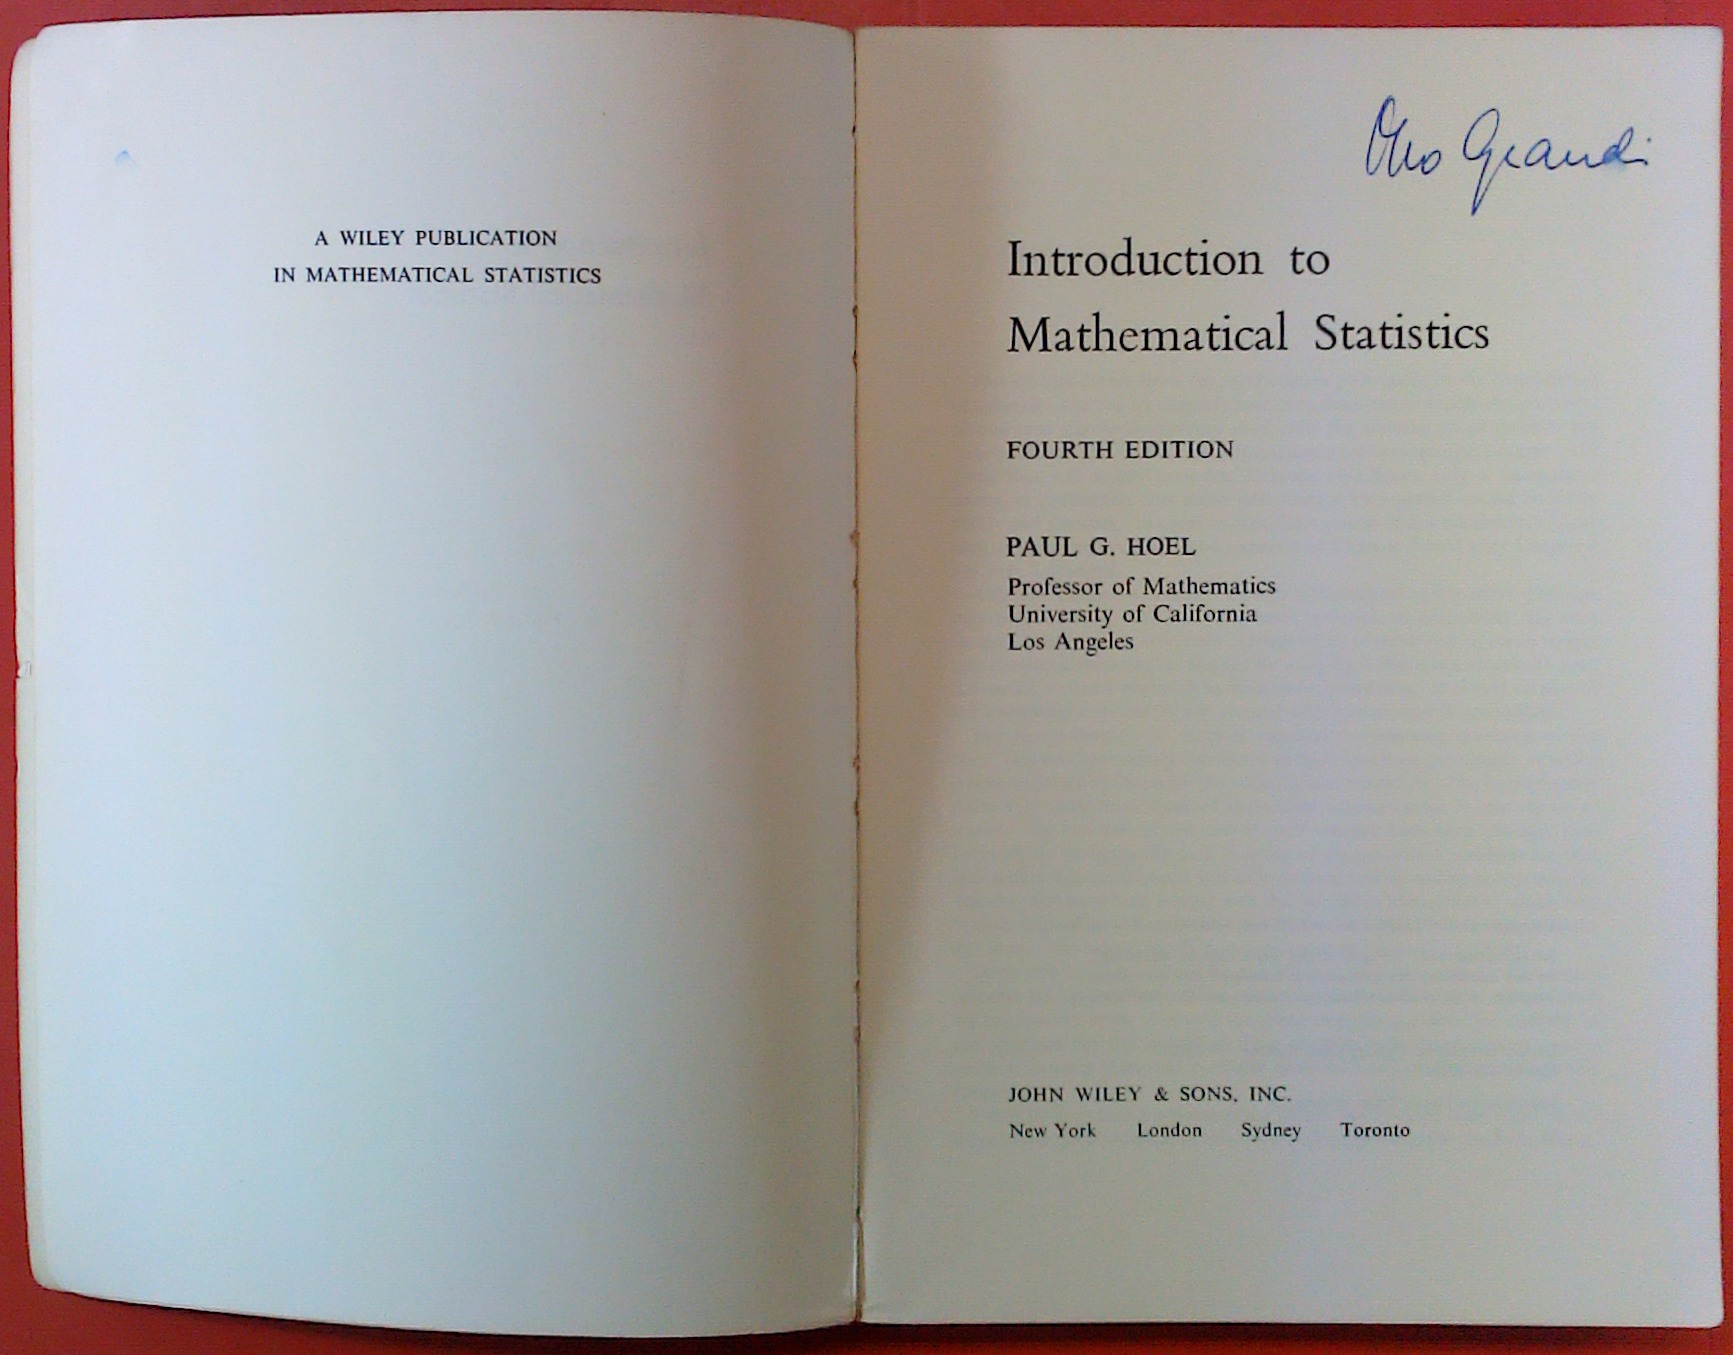 A WILEY PUBLICATION
IN MATHEMATICAL STATISTICS
Introduction to
Mathematical Statistics
FOURTH EDITION
PAUL G. HOEL
Professor of Mathematics
University of California
Los Angeles
JOHN WILEY & SONS, INC.
New York London Sydney Toronto